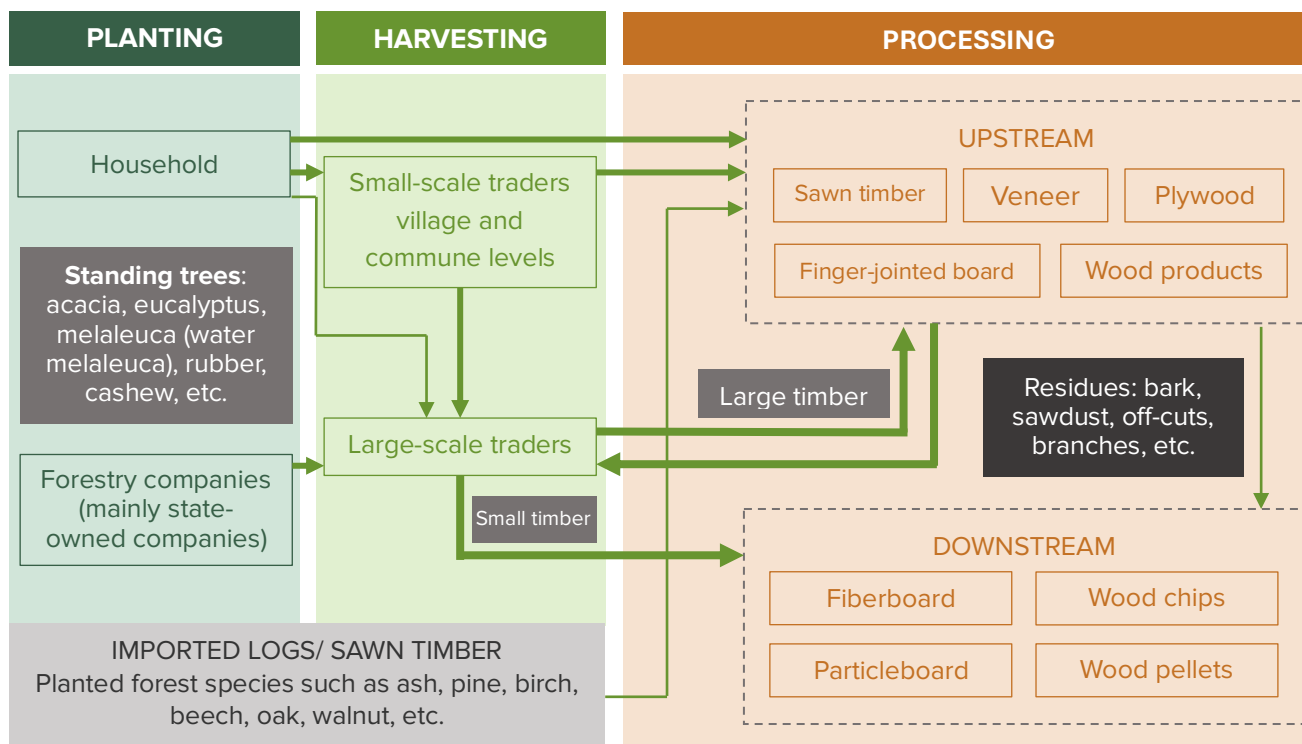 PLANTING
HARVESTING
PROCESSING
Household
Standing trees:
acacia, eucalyptus,
melaleuca (water
melaleuca), rubber,
cashew, etc.
Forestry companies
(mainly state-
owned companies)
Small-scale traders
village and
commune levels
Large-scale traders
Small timber
Large timber
UPSTREAM
Sawn timber
Veneer
Plywood
Finger-jointed board
Wood products
Residues: bark,
sawdust, off-cuts,
branches, etc.
DOWNSTREAM
Fiberboard
Wood chips
Particleboard
Wood pellets
IMPORTED LOGS/ SAWN TIMBER
Planted forest species such as ash, pine, birch,
beech, oak, walnut, etc.